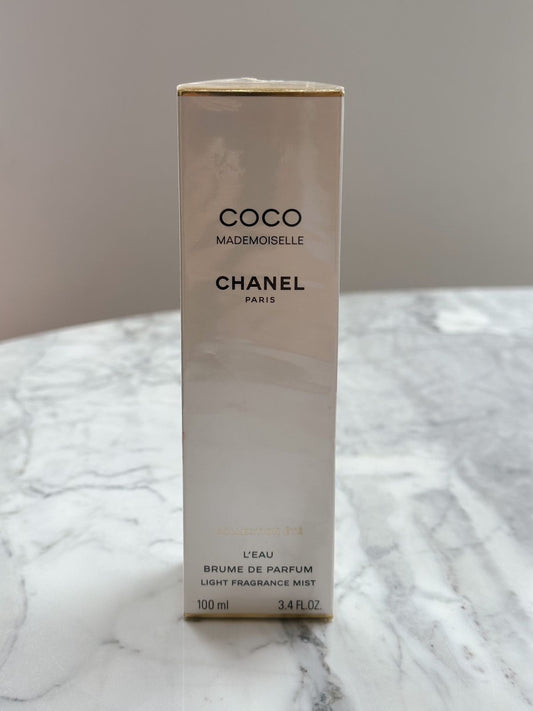 COCO
MADEMOISELLE
CHANEL
PARIS
L'EAU
BRUME DE PARFUM
LIGHT FRAGRANCE MIST
100 ml 3.4 FL.OZ.